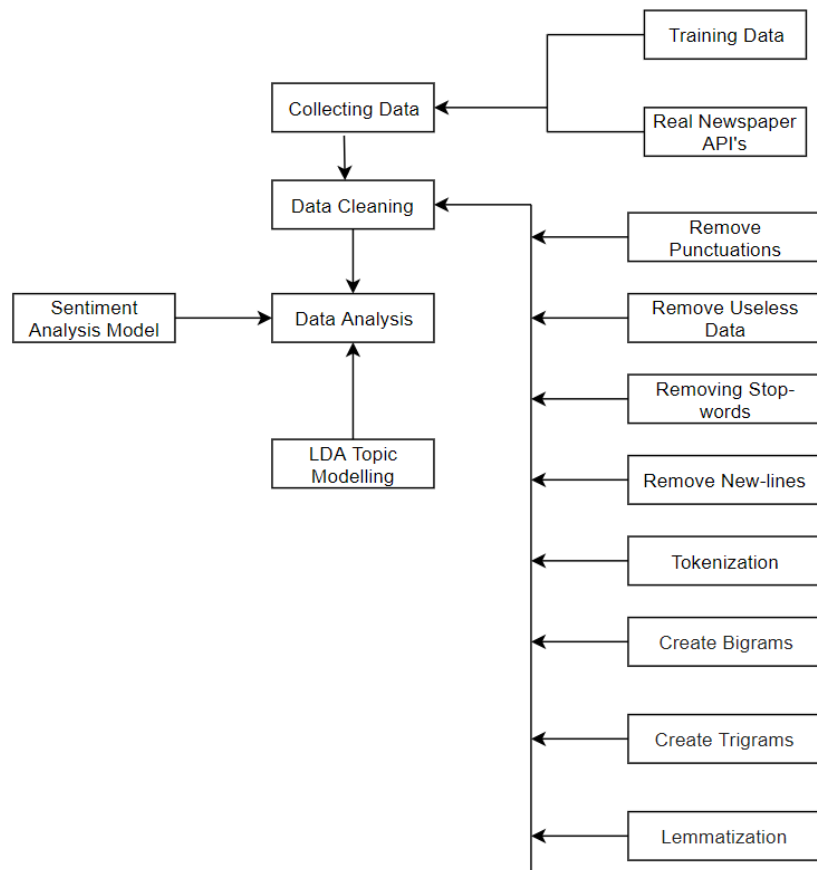 Training Data
Collecting Data
Real Newspaper
API's
Data Cleaning
Remove
Punctuations
Sentiment
Analysis Model
Data Analysis
Remove Useless
Data
Removing Stop-
words
LDA Topic
Modelling
Remove New-lines
Tokenization
Create Bigrams
Create Trigrams
Lemmatization